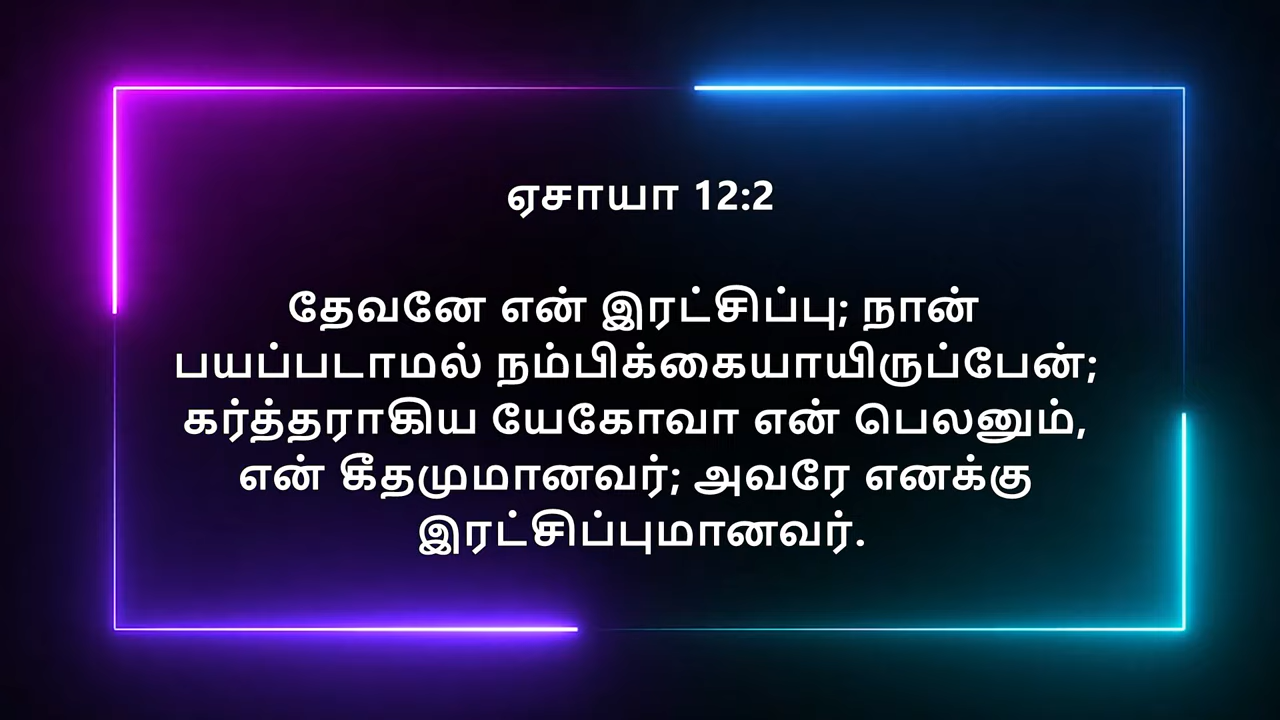 ஏசாயா 12:2
தேவனே என் இரட்சிப்பு; நான்
பயப்படாமல் நம்பிக்கையாயிருப்பேன்;
கர்த்தராகிய யேகோவா என் பெலனும்,
என் கீதமுமானவர்; அவரே எனக்கு
இரட்சிப்புமானவர்.